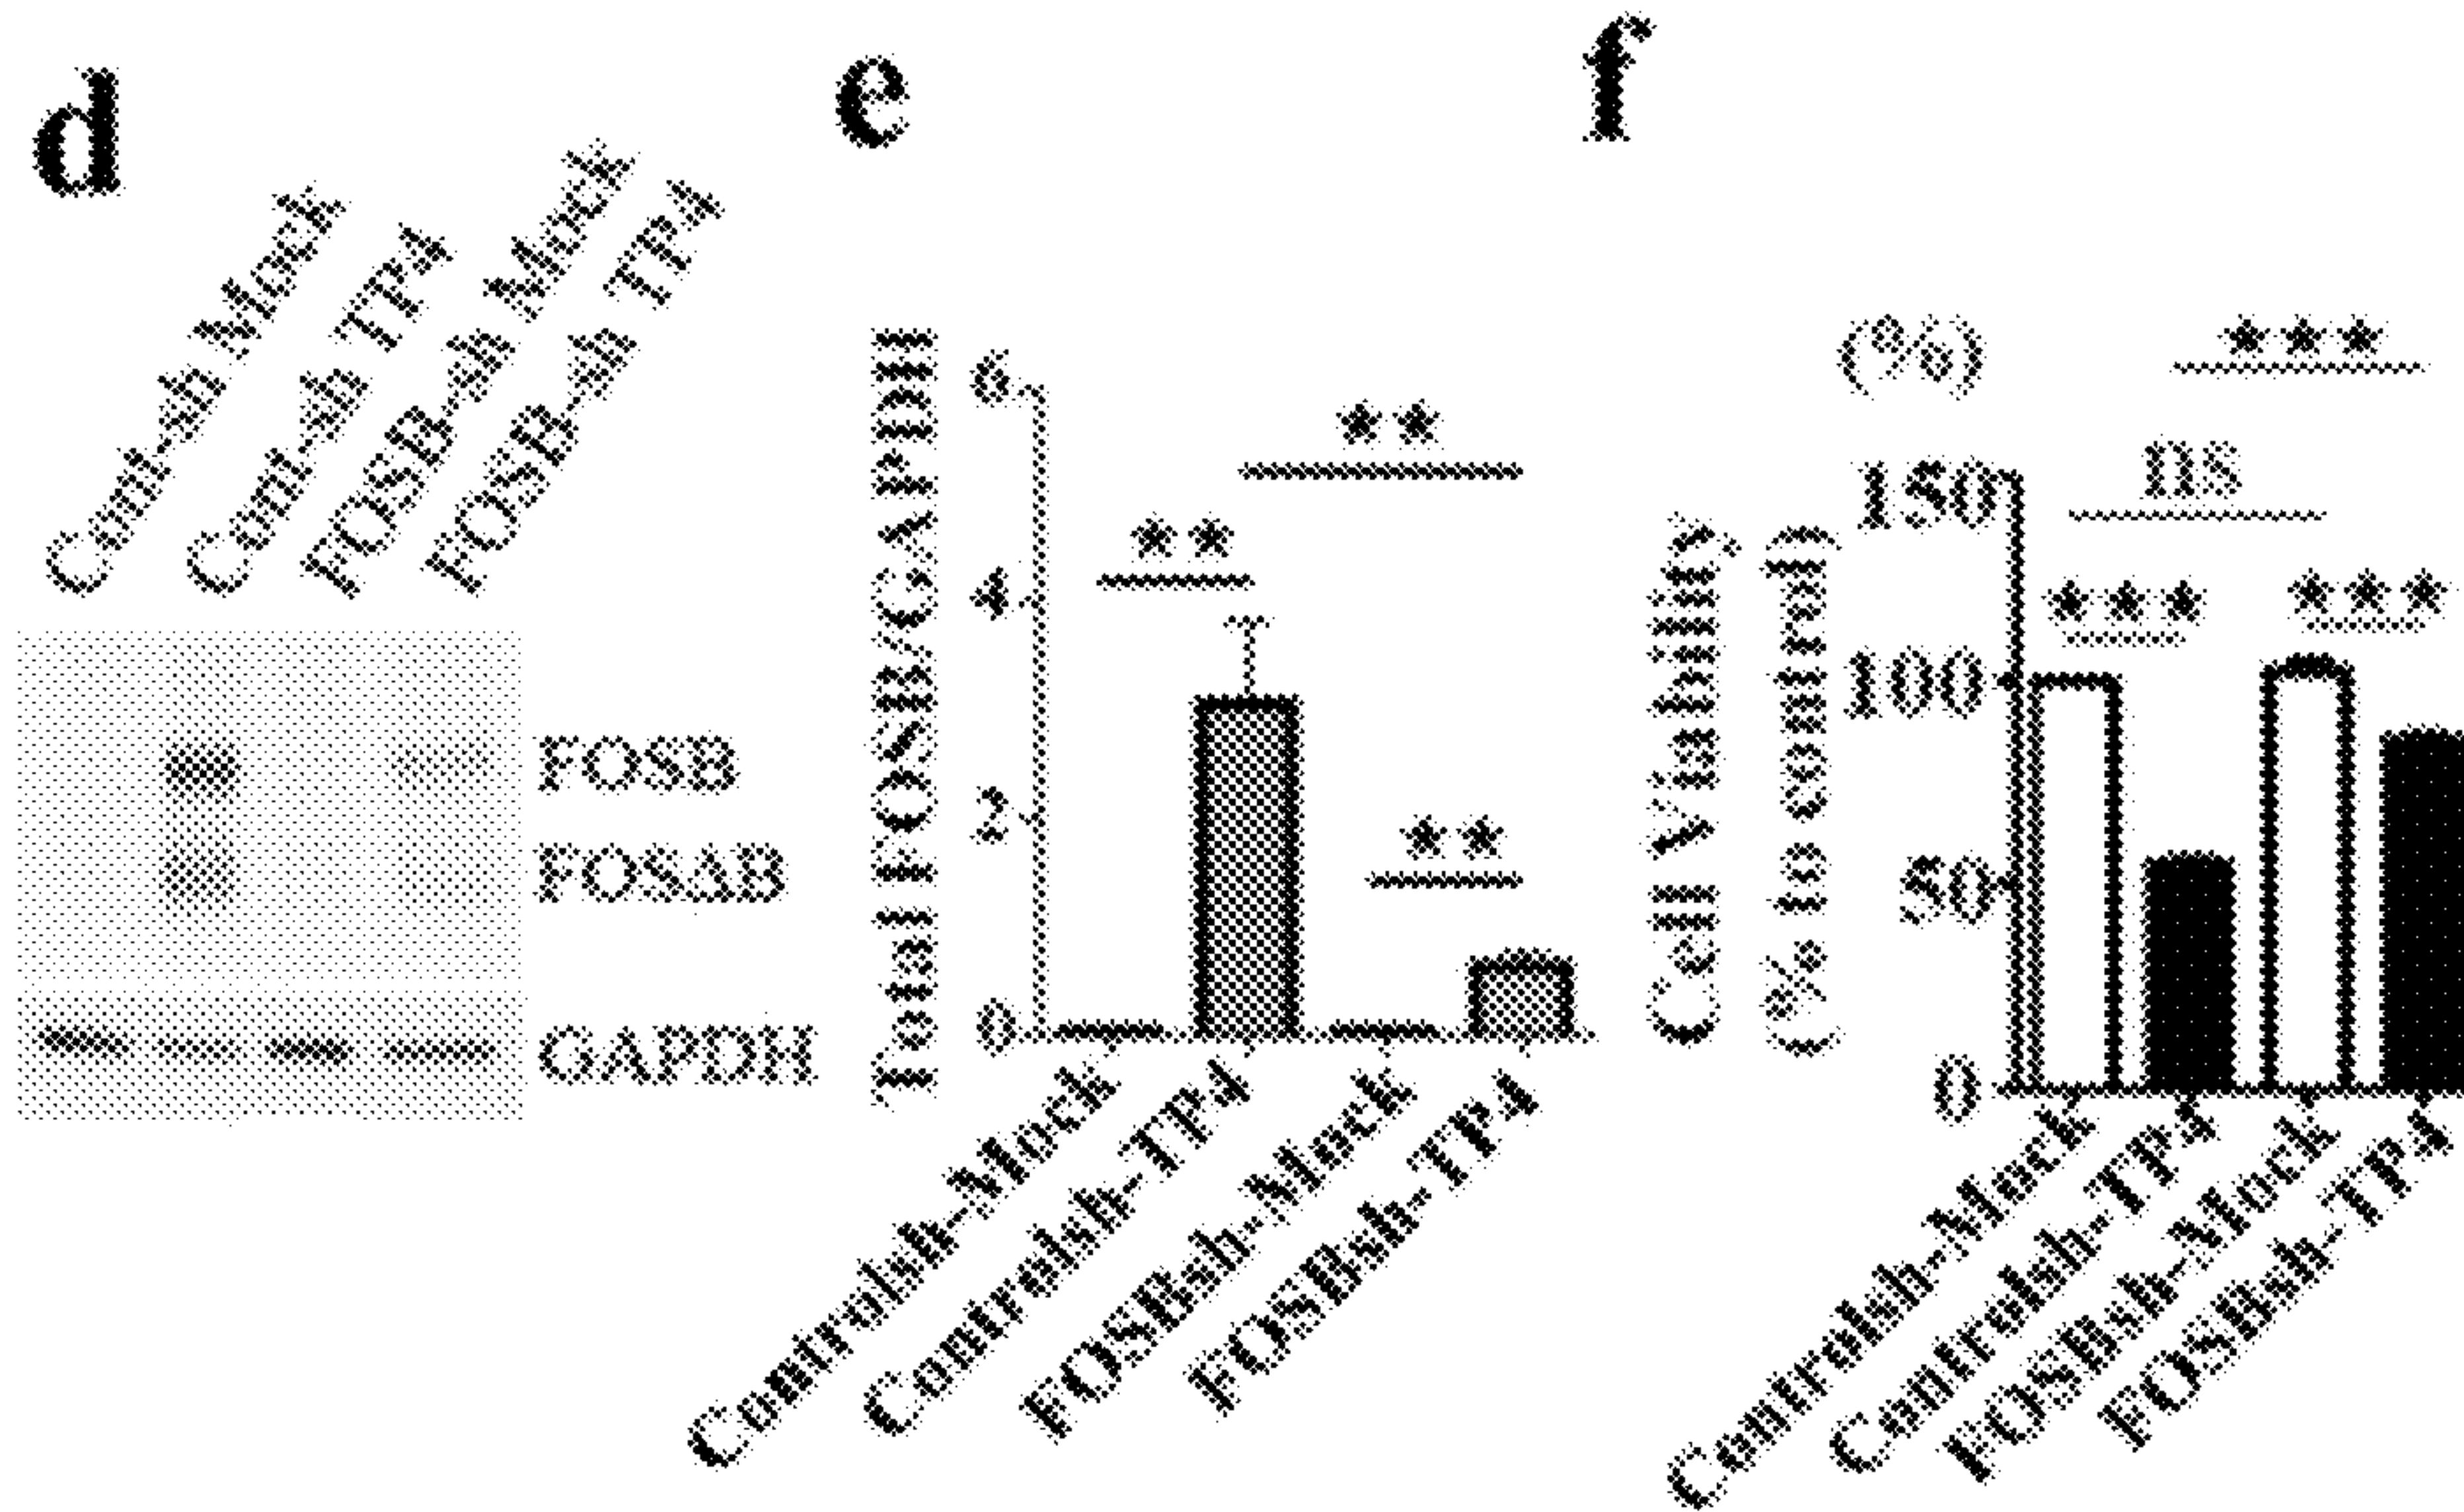 d
Cont-sh Mock
Cont-sh TP4
FOSB-sh Mock
FOSB-sh TP4
FOSB
FOSΔB
GAPDH
e
Total FOSB/GAPDH
6
4
2
0
**
**
**
Controlsh-Mock
Controlsh-TP4
FOSBsh-Mock
FOSBsh-TP4
f
Cell Viability
(% to control)
(%)
150
100
50
0
***
ns
***
***
Controlsh-Mock
Controlsh-TP4
FOSBsh-Mock
FOSBsh-TP4